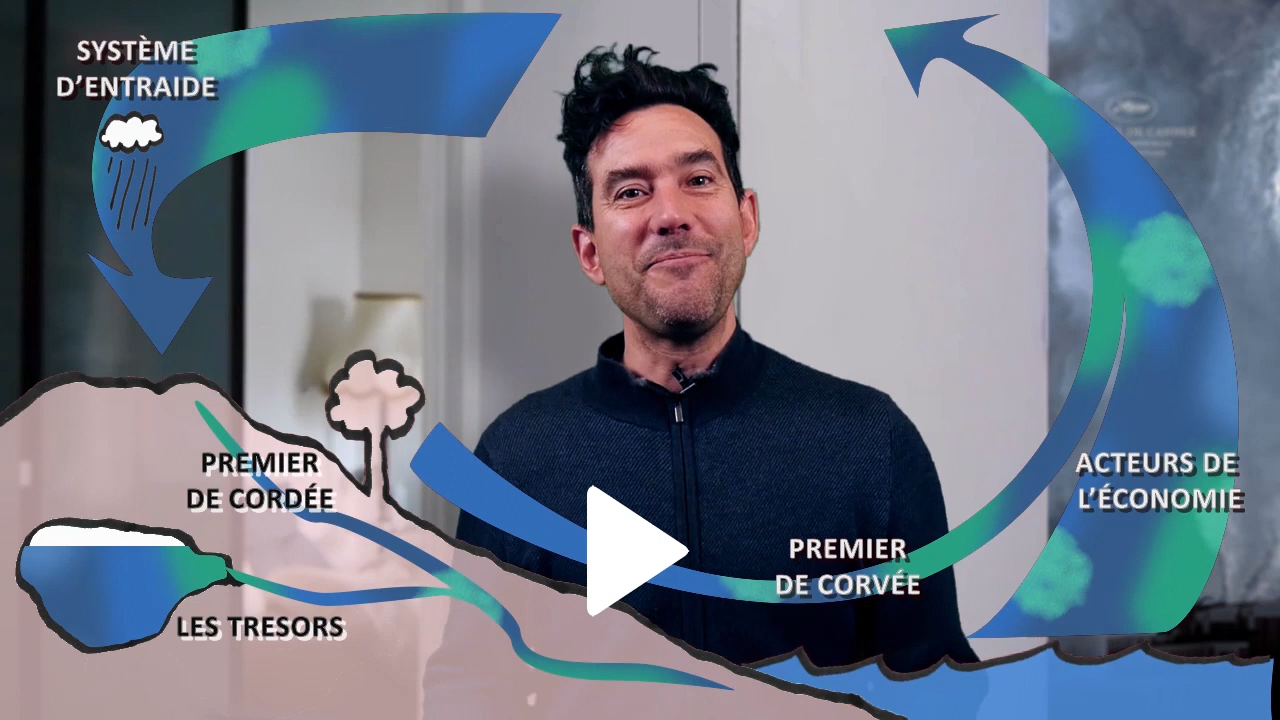 SYSTÈME
D'ENTRAIDE
PREMIER
DE CORDÉE
LES TRESORS
PREMIER
DE CORVÉE
ACTEURS DE
L'ÉCONOMIE